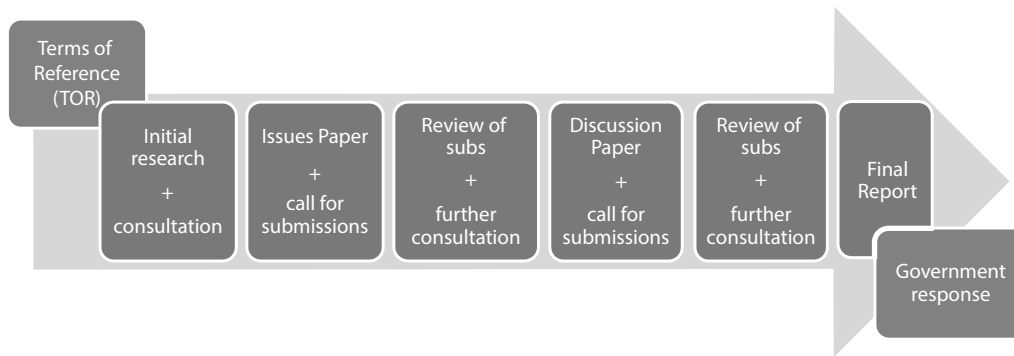 Terms of
Reference
(TOR)
Initial
research
+
consultation
Issues Paper
+
call for
submissions
Review of
subs
+
further
consultation
Discussion
Paper
+
call for
submissions
Review of
subs
+
further
consultation
Final
Report
Government
response